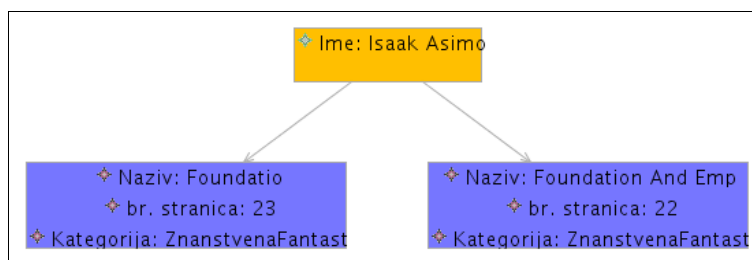 Ime: Isaak Asimo
Naziv: Foundatio
br. stranica: 23
Kategorija: ZnanstvenaFantast
Naziv: Foundation And Emp
br. stranica: 22
Kategorija: ZnanstvenaFantast